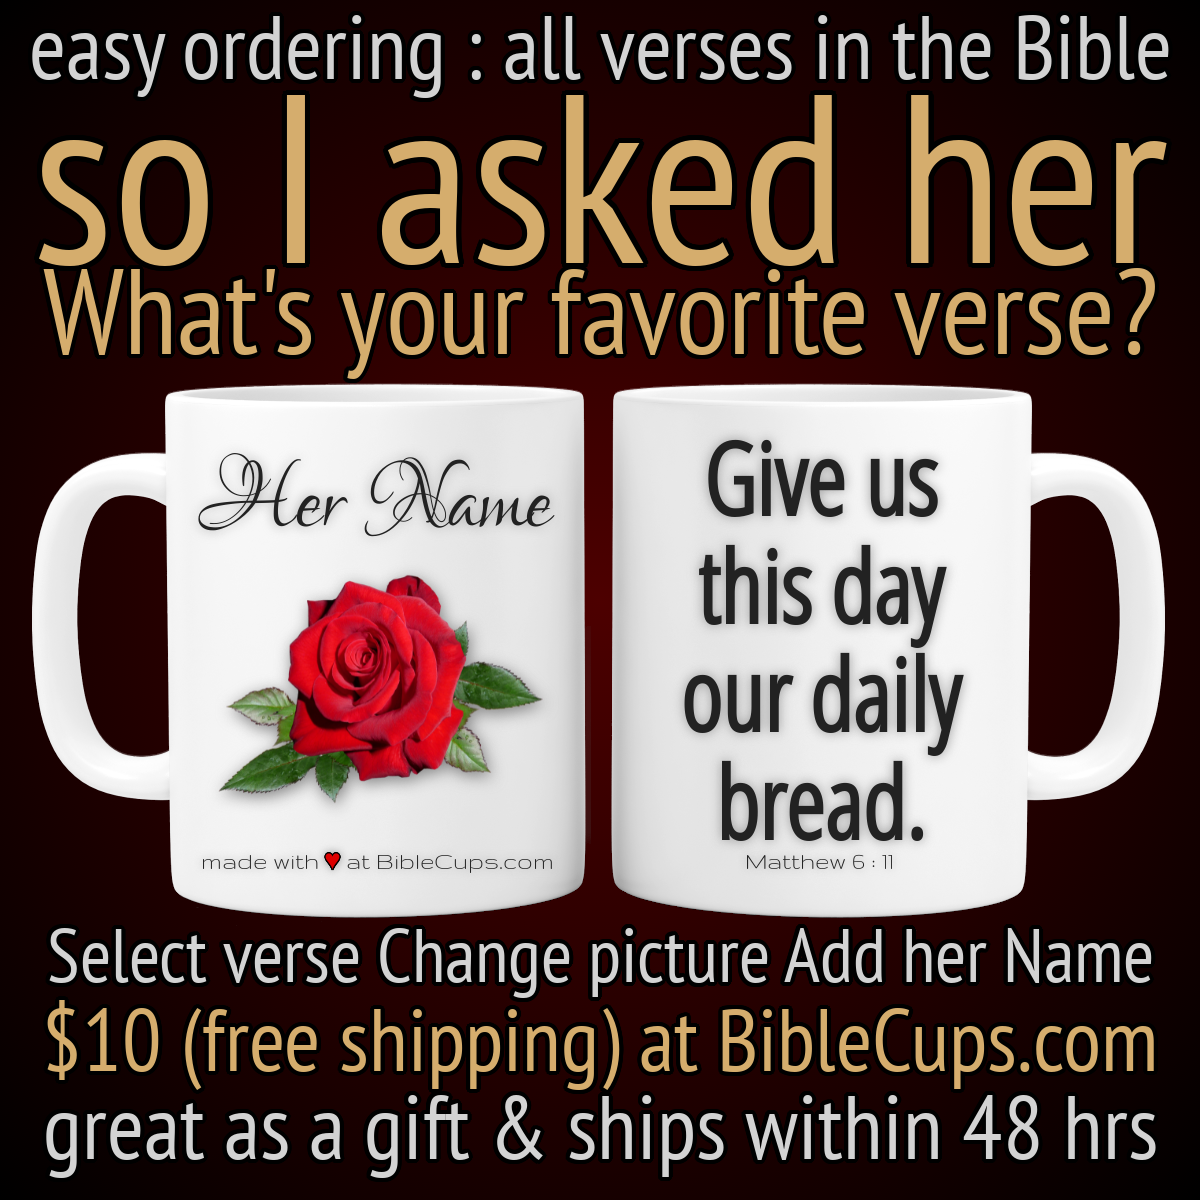 easy ordering : all verses in the Bible
so I asked her
What's your favorite verse?
Her Name
made with ❤ at BibleCups.com
Give us
this day
our daily
bread.
Matthew 6 : 11
Select verse Change picture Add her Name
$10 (free shipping) at BibleCups.com
great as a gift & ships within 48 hrs